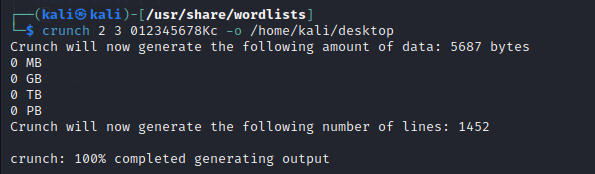 ┌──(kali㉿kali)-[/usr/share/wordlists]
└─$ crunch 2 3 012345678Kc -o /home/kali/desktop
Crunch will now generate the following amount of data: 5687 bytes
0 MB
0 GB
0 TB
0 PB
Crunch will now generate the following number of lines: 1452
crunch: 100% completed generating output